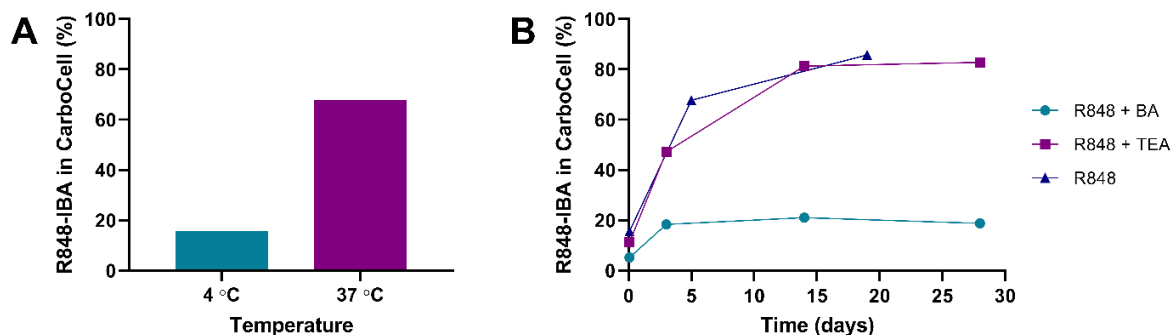 A
R848-IBA in CarboCell (%)
100
80
60
40
20
0
4 °C
37 °C
Temperature
B
R848-IBA in CarboCell (%)
100
80
60
40
20
0
0
5
10
15
20
25
30
Time (days)
R848 + BA
R848 + TEA
R848